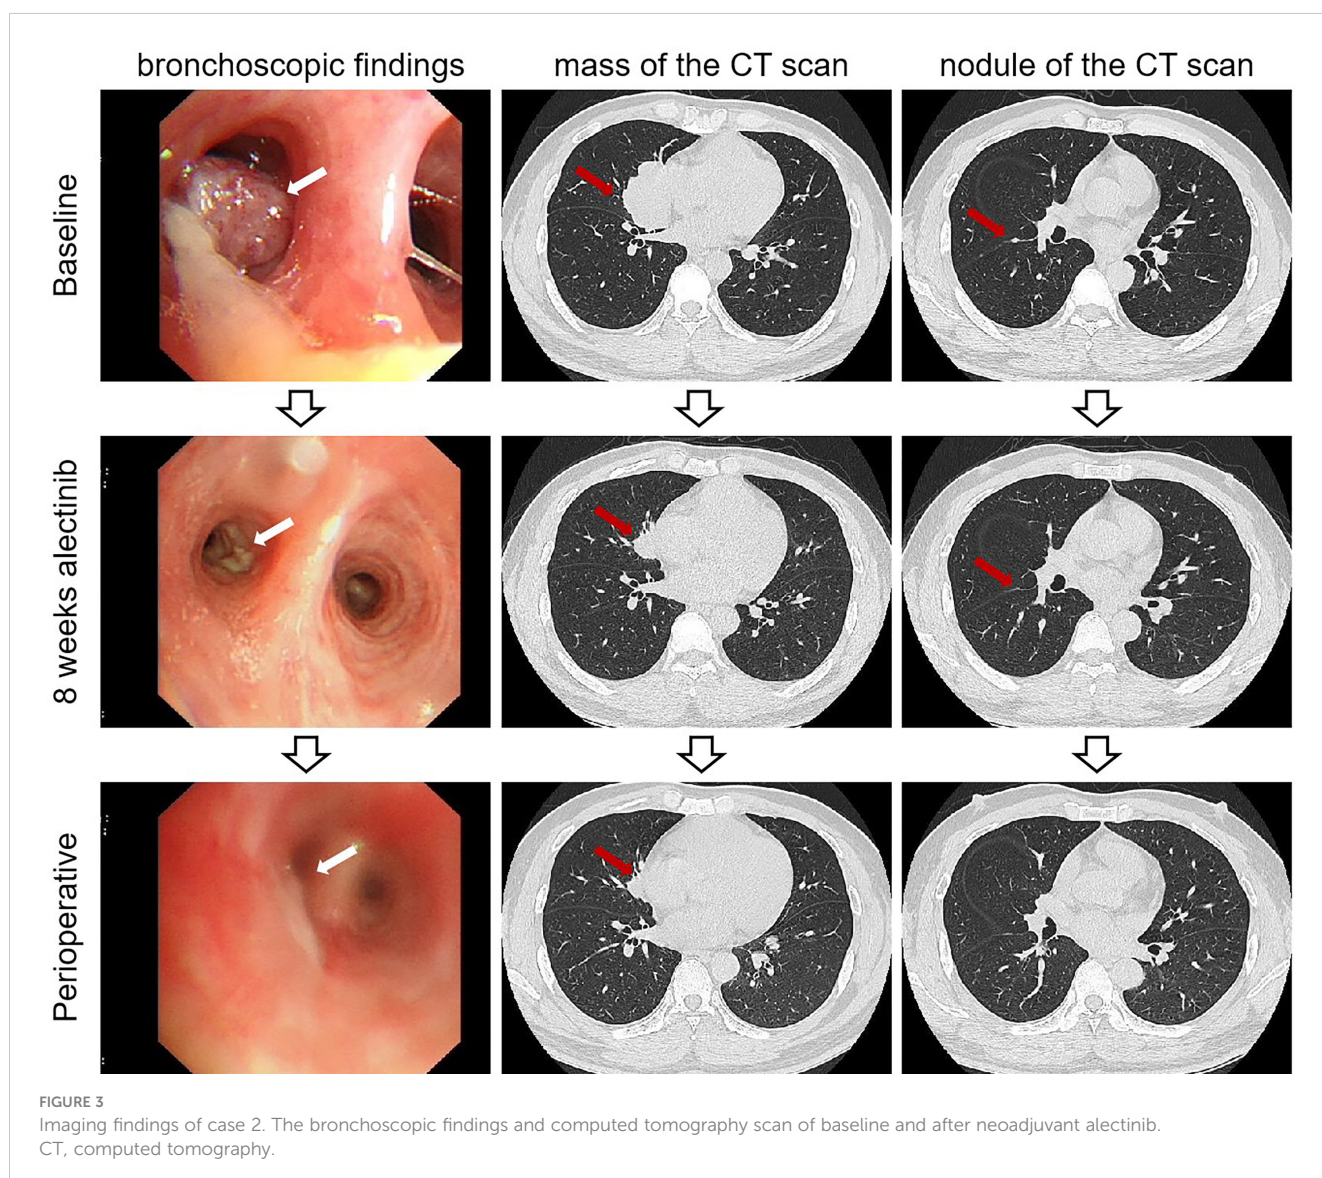 bronchoscopic findings
mass of the CT scan
nodule of the CT scan
Baseline
8 weeks alectinib
Perioperative
FIGURE 3
Imaging findings of case 2. The bronchoscopic findings and computed tomography scan of baseline and after neoadjuvant alectinib.
CT, computed tomography.